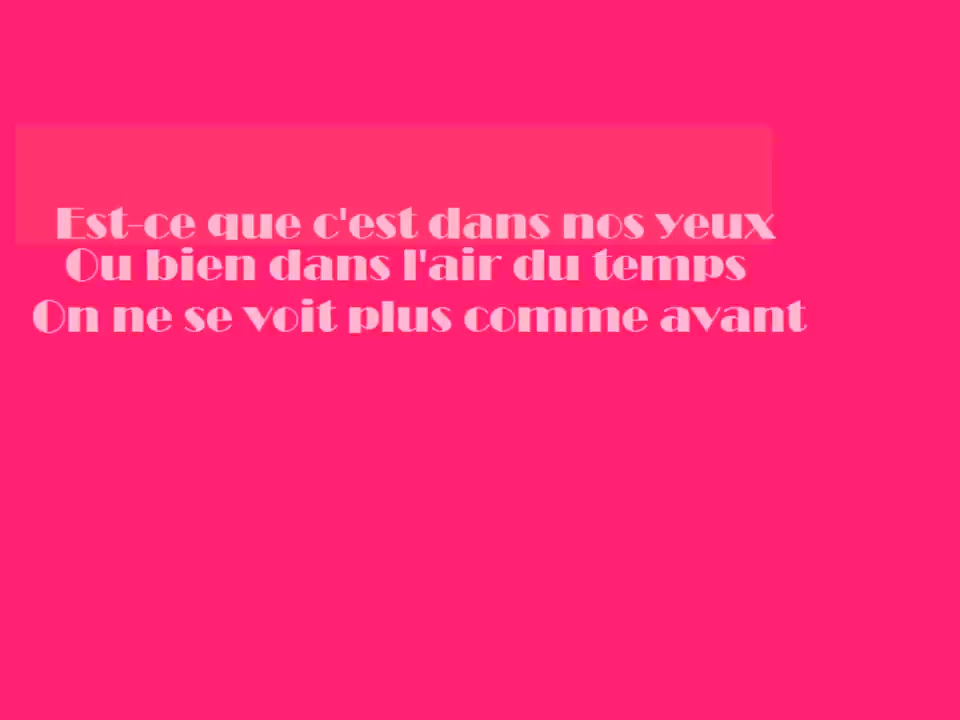 Est-ce que c'est dans nos yeux
Ou bien dans l'air du temps
On ne se voit plus comme avant